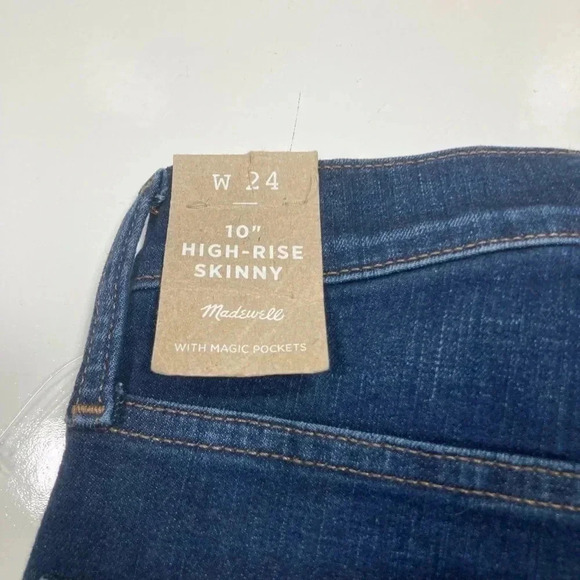 W 24
10"
HIGH-RISE
SKINNY
Madewell
WITH MAGIC POCKETS